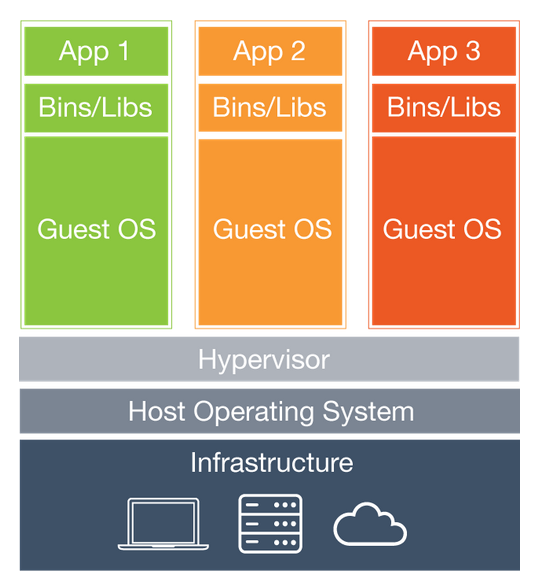 App 1
App 2
App 3
Bins/Libs
Bins/Libs
Bins/Libs
Guest OS
Guest OS
Guest OS
Hypervisor
Host Operating System
Infrastructure